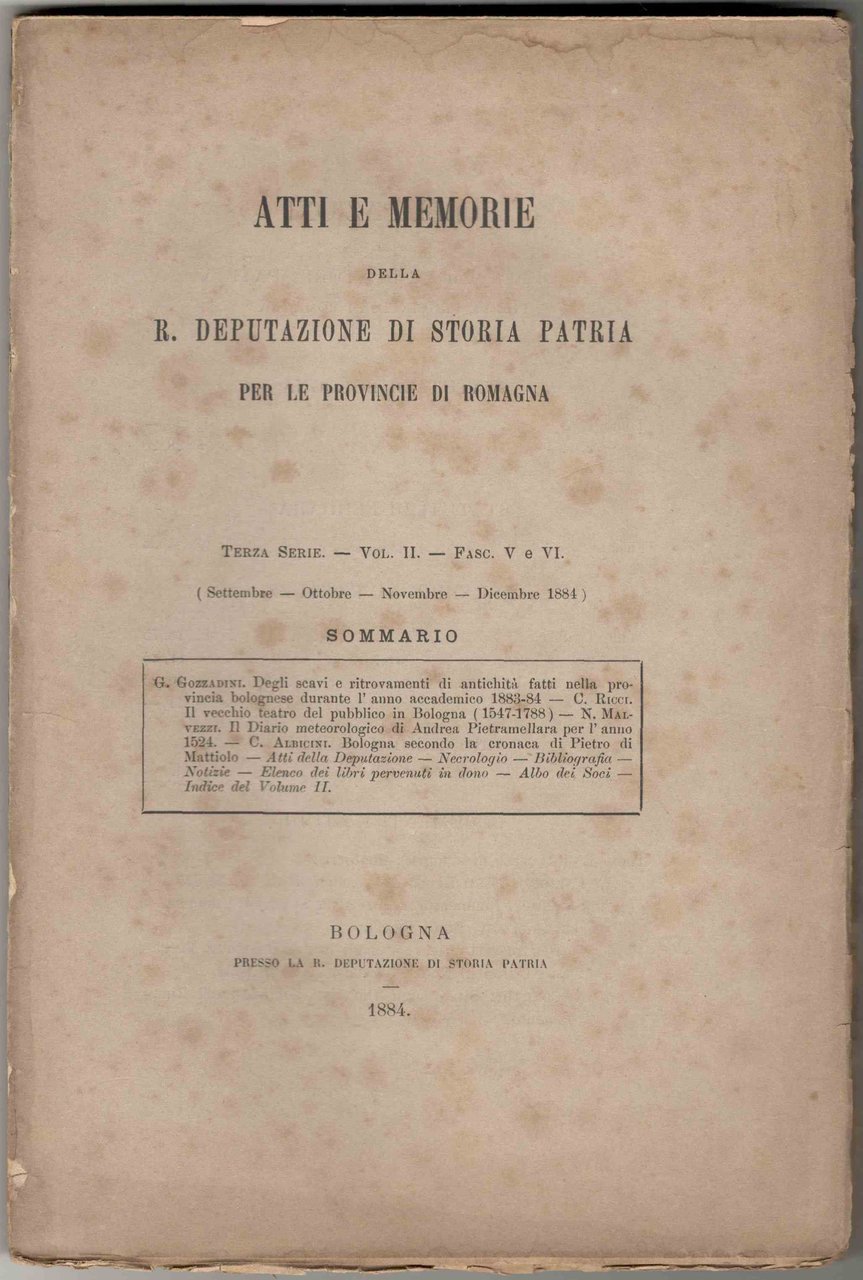 ATTI E MEMORIE
DELLA
R. DEPUTAZIONE DI STORIA PATRIA
PER LE PROVINCIE DI ROMAGNA
TERZA SERIE. — VOL. II. — FASC. V e VI.
( Settembre — Ottobre — Novembre — Dicembre 1884 )
SOMMARIO
G. GOZZADINI. Degli scavi e ritrovamenti di antichità fatti nella pro-
vincia bolognese durante l' anno accademico 1883-84 — C. RICCI.
Il vecchio teatro del pubblico in Bologna ( 1547-1788 ) — N. MAL-
VEZZI. Il Diario meteorologico di Andrea Pietramellara per l' anno
1524. — C. ALBICINI. Bologna secondo la cronaca di Pietro di
Mattiolo — Atti della Deputazione — Necrologio — Bibliografia —
Notizie — Elenco dei libri pervenuti in dono — Albo dei Soci —
Indice del Volume II.
BOLOGNA
PRESSO LA R. DEPUTAZIONE DI STORIA PATRIA
—
1884.